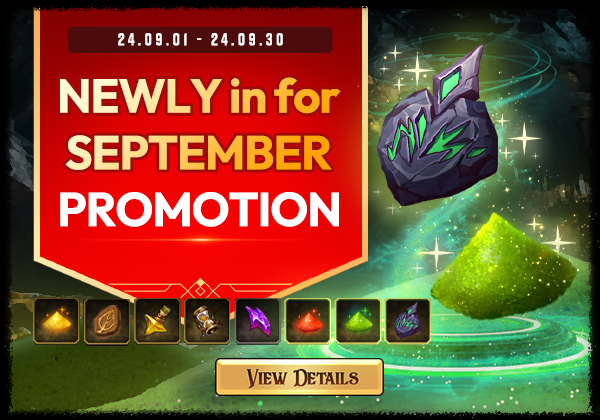 24.09.01 - 24.09.30
NEWLY in for
SEPTEMBER
PROMOTION
View Details